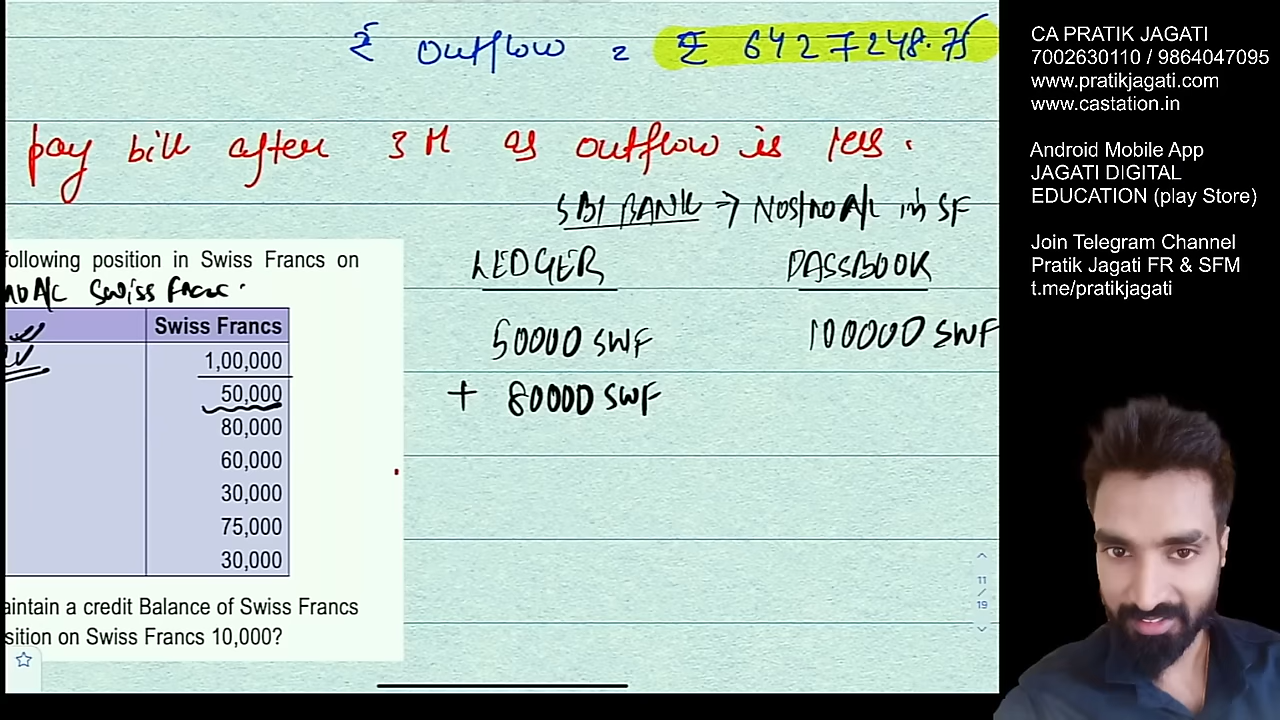 ₹ outflow = ₹ 6427248.75
pay bill after 3M as outflow is less.
SBI BANK → NOSTRO A/C in SF
LEDGER PASSBOOK
50000 SWF 100000 SWF
+ 80000 SWF
following position in Swiss Francs on
A/C Swiss Franc.
Swiss Francs
1,00,000
50,000
80,000
60,000
30,000
75,000
30,000
aintain a credit Balance of Swiss Francs
sition on Swiss Francs 10,000?
11
/
19
CA PRATIK JAGATI
7002630110 / 9864047095
www.pratikjagati.com
www.castation.in
Android Mobile App
JAGATI DIGITAL
EDUCATION (play Store)
Join Telegram Channel
Pratik Jagati FR & SFM
t.me/pratikjagati